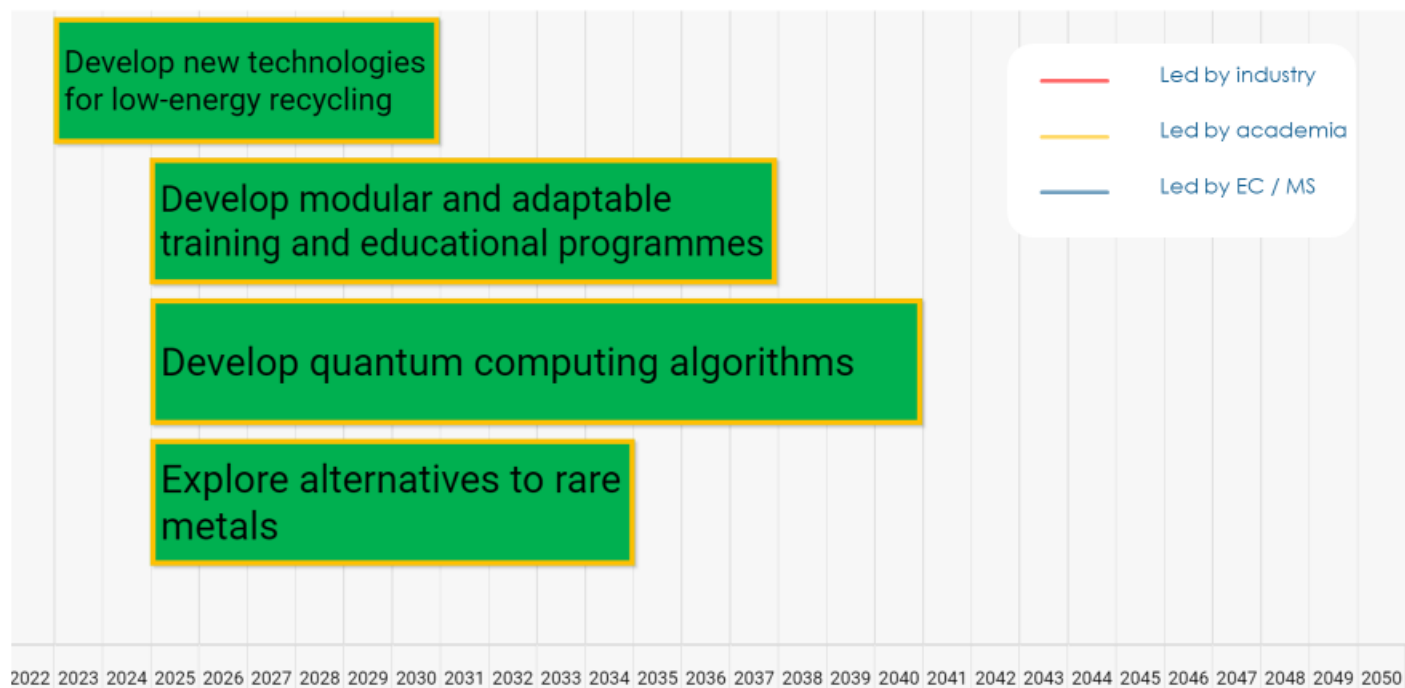 Develop new technologies
for low-energy recycling
Led by industry
Led by academia
Led by EC / MS
Develop modular and adaptable
training and educational programmes
Develop quantum computing algorithms
Explore alternatives to rare
metals
2022 2023 2024 2025 2026 2027 2028 2029 2030 2031 2032 2033 2034 2035 2036 2037 2038 2039 2040 2041 2042 2043 2044 2045 2046 2047 2048 2049 2050